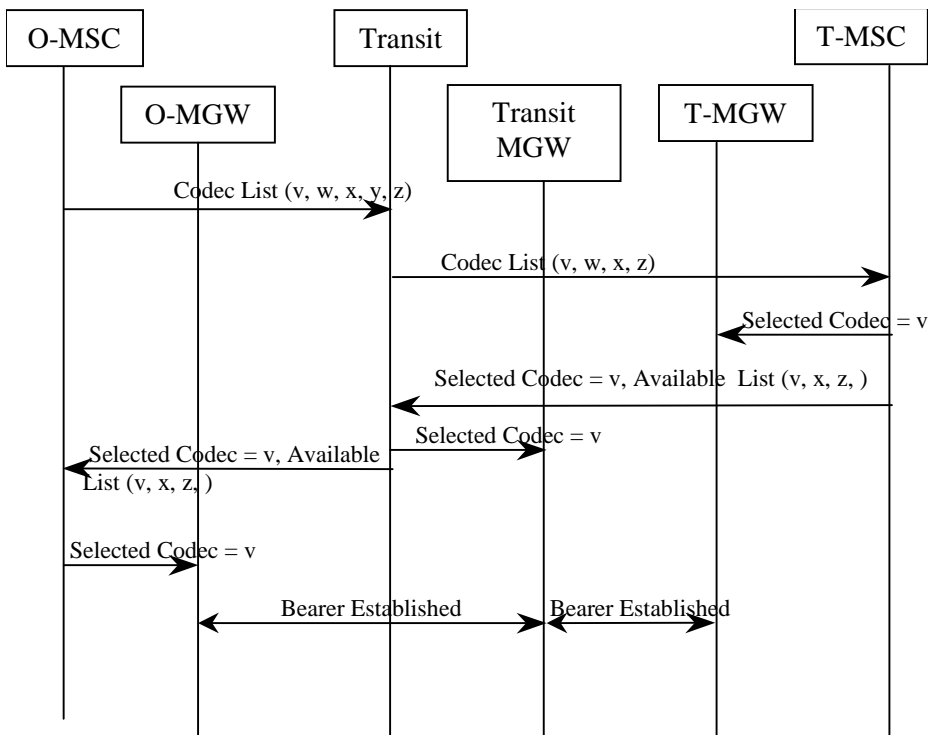 O-MSC
Transit
T-MSC
O-MGW
Transit
MGW
T-MGW
Codec List (v, w, x, y, z)
Codec List (v, w, x, z)
Selected Codec = v
Selected Codec = v, Available List (v, x, z, )
Selected Codec = v
Selected Codec = v, Available
List (v, x, z, )
Selected Codec = v
Bearer Established
Bearer Established